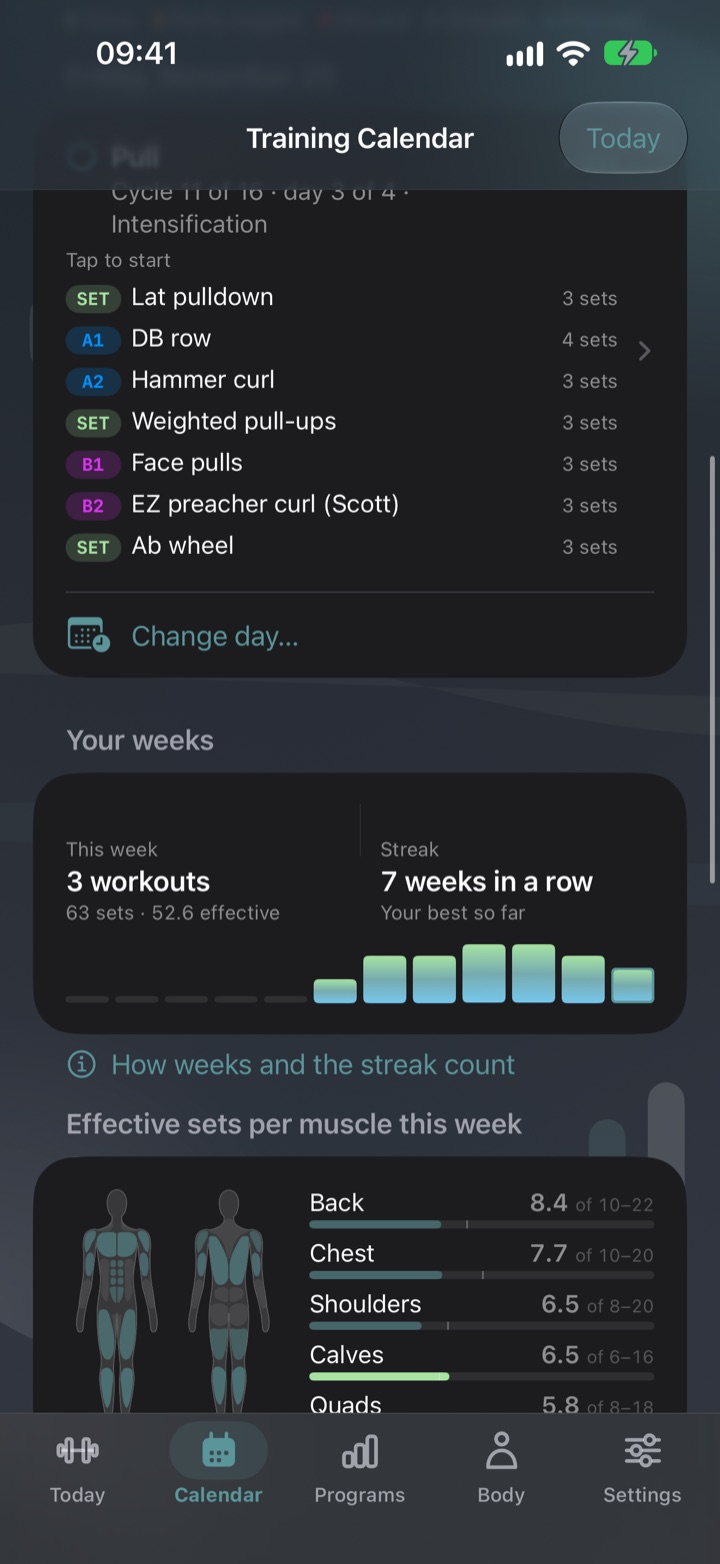 09:41
Training Calendar
Today
Pull
Cycle 11 of 16 · day 3 of 4 ·
Intensification
Tap to start
SET Lat pulldown 3 sets
A1 DB row 4 sets
A2 Hammer curl 3 sets
SET Weighted pull-ups 3 sets
B1 Face pulls 3 sets
B2 EZ preacher curl (Scott) 3 sets
SET Ab wheel 3 sets
Change day...
Your weeks
This week
3 workouts
63 sets · 52.6 effective
Streak
7 weeks in a row
Your best so far
How weeks and the streak count
Effective sets per muscle this week
Back 8.4 of 10–22
Chest 7.7 of 10–20
Shoulders 6.5 of 8–20
Calves 6.5 of 6–16
Quads 5.8 of 8–18
Today
Calendar
Programs
Body
Settings